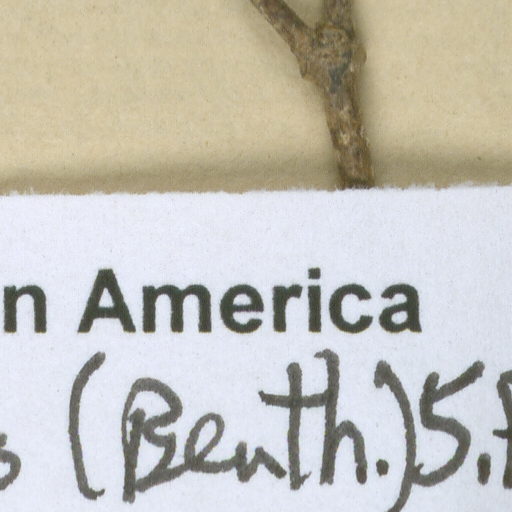 n America
s (Benth.) S.